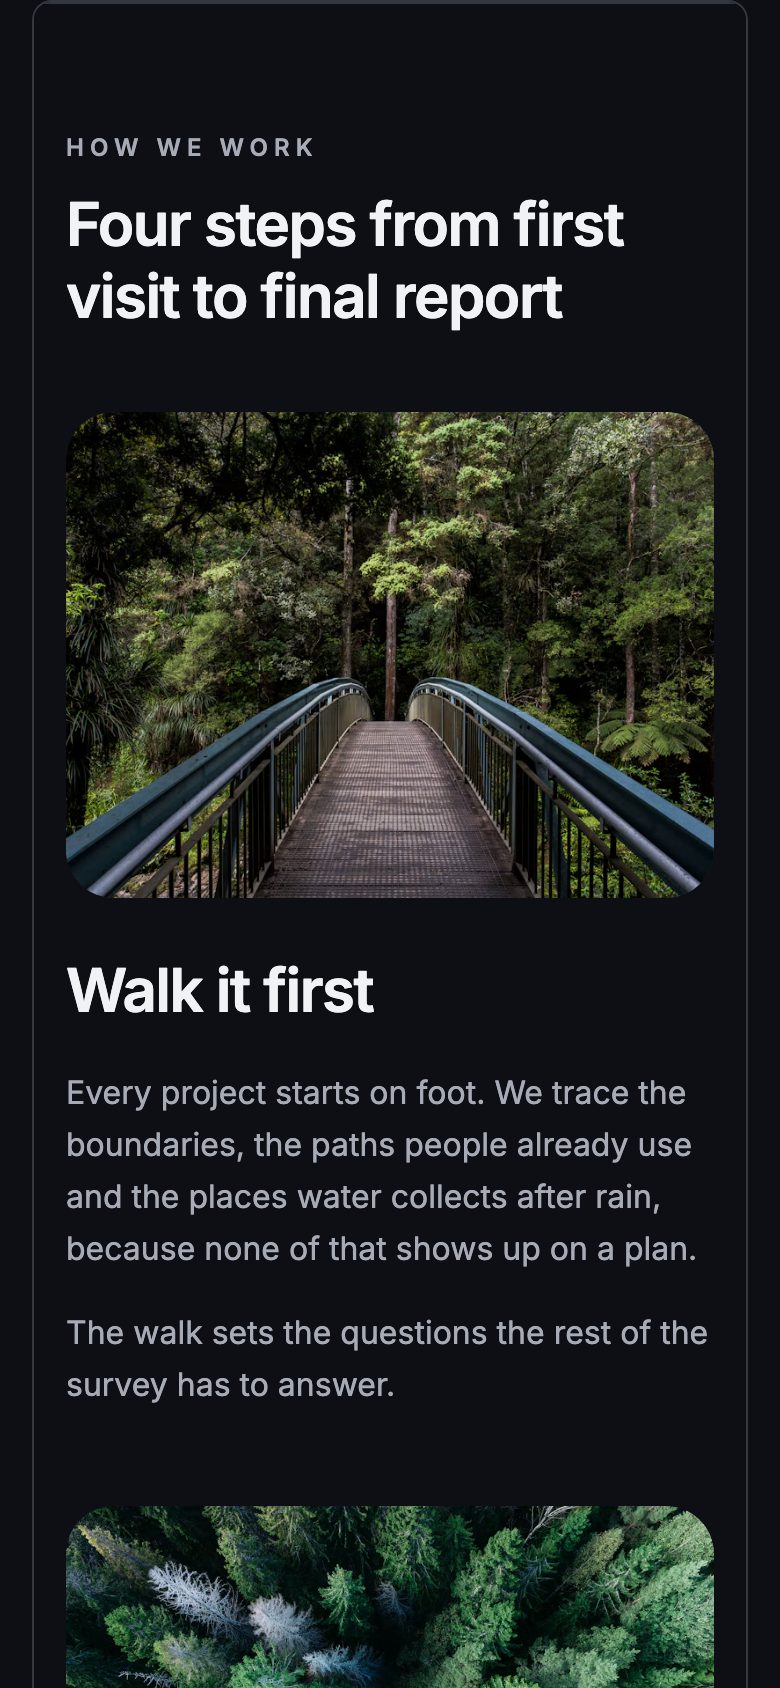 HOW WE WORK
Four steps from first
visit to final report
Walk it first
Every project starts on foot. We trace the
boundaries, the paths people already use
and the places water collects after rain,
because none of that shows up on a plan.
The walk sets the questions the rest of the
survey has to answer.